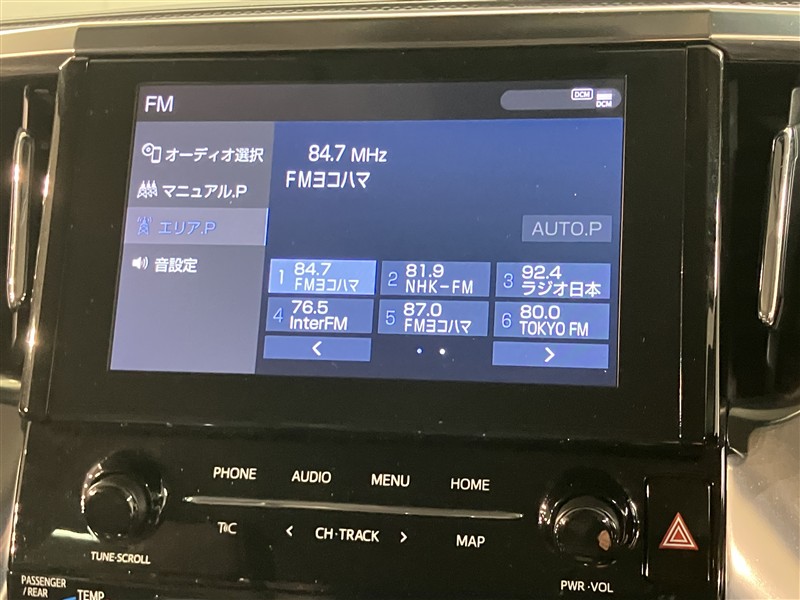 FM
DCM
DCM
オーディオ選択
マニュアル.P
エリア.P
音設定
84.7 MHz
FMヨコハマ
AUTO.P
1 84.7 FMヨコハマ
2 81.9 NHK-FM
3 92.4 ラジオ日本
4 76.5 InterFM
5 87.0 FMヨコハマ
6 80.0 TOKYO FM
PHONE
AUDIO
MENU
HOME
T@C
CH·TRACK
MAP
TUNE·SCROLL
PWR·VOL
PASSENGER
/REAR
TEMP